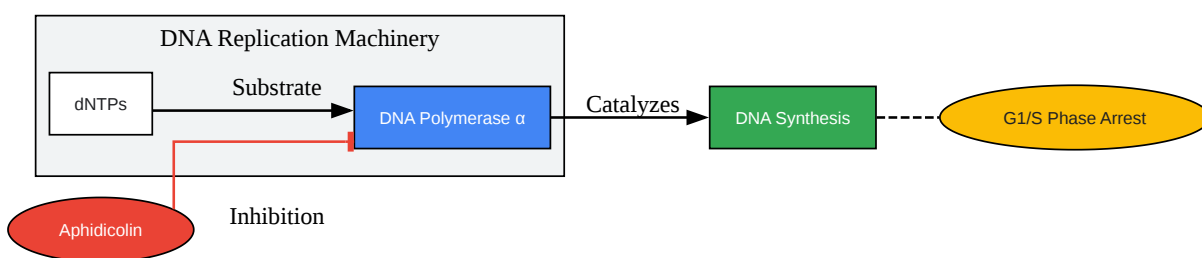 DNA Replication Machinery
dNTPs
Substrate
DNA Polymerase α
Catalyzes
DNA Synthesis
G1/S Phase Arrest
Aphidicolin
Inhibition